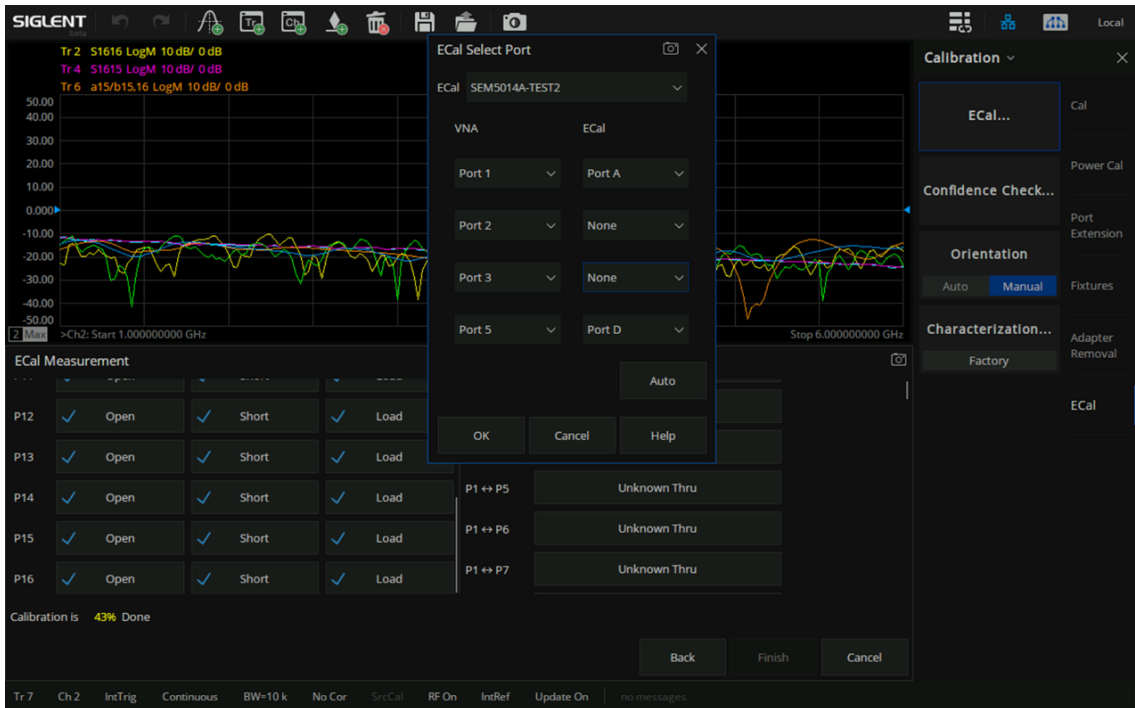 SIGLENT
beta
Tr
Ch
Local
Tr 2 S1616 LogM 10 dB/ 0 dB
Tr 4 S1615 LogM 10 dB/ 0 dB
Tr 6 a15/b15,16 LogM 10 dB/ 0 dB
50.00
40.00
30.00
20.00
10.00
0.000
-10.00
-20.00
-30.00
-40.00
-50.00
2 Max >Ch2: Start 1.000000000 GHz
Stop 6.000000000 GHz
ECal Select Port
ECal SEM5014A-TEST2
VNA ECal
Port 1 Port A
Port 2 None
Port 3 None
Port 5 Port D
Auto
OK Cancel Help
Calibration
ECal...
Confidence Check...
Orientation
Auto Manual
Characterization...
Factory
Cal
Power Cal
Port
Extension
Fixtures
Adapter
Removal
ECal
ECal Measurement
P12 Open Short Load
P13 Open Short Load
P14 Open Short Load
P15 Open Short Load
P16 Open Short Load
P1 ↔ P5 Unknown Thru
P1 ↔ P6 Unknown Thru
P1 ↔ P7 Unknown Thru
Calibration is 43% Done
Back Finish Cancel
Tr 7 Ch 2 IntTrig Continuous BW=10 k No Cor SrcCal RF On IntRef Update On no messages